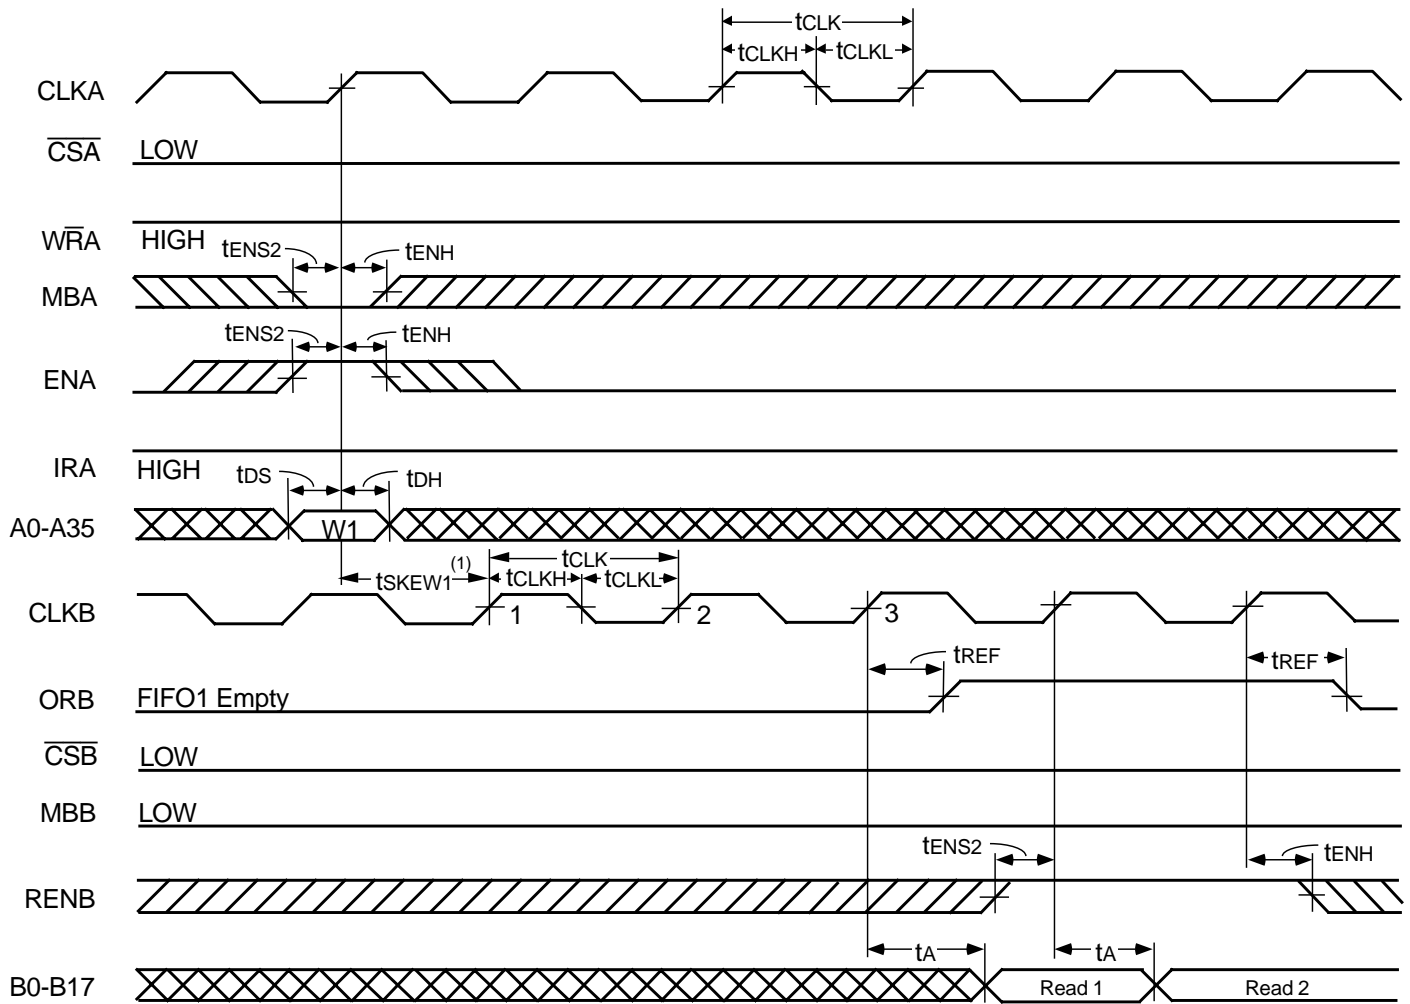 tCLK
tCLKH tCLKL
CLKA
CSA LOW
WRA HIGH
tENS2 tENH
MBA
tENS2 tENH
ENA
IRA HIGH
tDS tDH
A0-A35 W1
tSKEW1 (1) tCLK
tCLKH tCLKL
CLKB 1 2 3
tREF tREF
ORB FIFO1 Empty
CSB LOW
MBB LOW
tENS2 tENH
RENB
tA tA
B0-B17 Read 1 Read 2